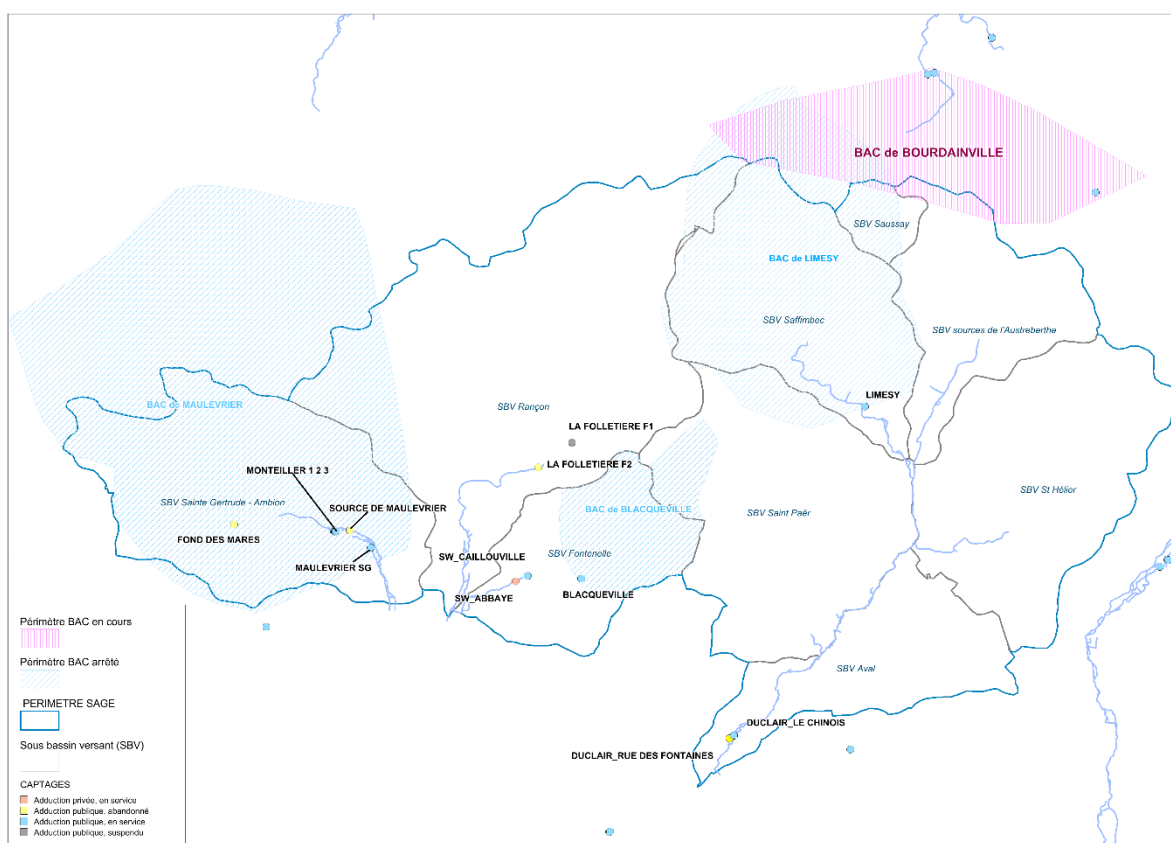 BAC de BOURDAINVILLE
SBV Saussay
BAC de LIMESY
SBV Saffimbec
SBV sources de l'Austreberthe
LIMESY
SBV Rançon
BAC de MAULEVRIER
LA FOLLETIERE F1
LA FOLLETIERE F2
MONTEILLER 1 2 3
SBV St Hélier
SBV Sainte Gertrude - Ambion
SOURCE DE MAULEVRIER
BAC de BLACQUEVILLE
SBV Saint Paër
FOND DES MARES
SW_CAILLOUVILLE
SBV Fontenelle
MAULEVRIER SG
SW_ABBAYE
BLACQUEVILLE
SBV Aval
DUCLAIR_LE CHINOIS
DUCLAIR_RUE DES FONTAINES
Périmètre BAC en cours
Périmètre BAC arrêté
PERIMETRE SAGE
Sous bassin versant (SBV)
CAPTAGES
Adduction privée, en service
Adduction publique, abandonné
Adduction publique, en service
Adduction publique, suspendu